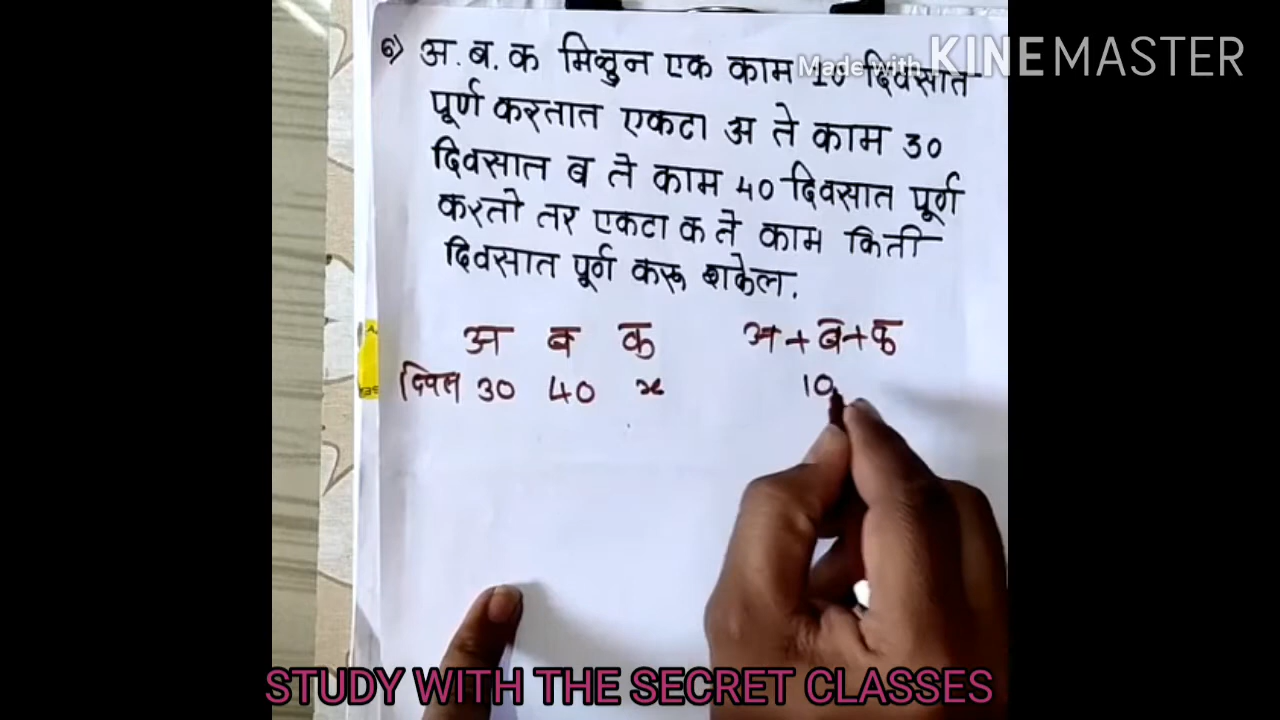 Made with KINEMASTER
६) अ. ब. क मिळुन एक काम 10 दिवसात
पूर्ण करतात एकटा अ ते काम 30
दिवसात ब ते काम 40 दिवसात पूर्ण
करतो तर एकटा क ते काम किती
दिवसात पूर्ण करू शकेल.
अ ब क अ+ब+क
दिवस 30 40 x 10
STUDY WITH THE SECRET CLASSES